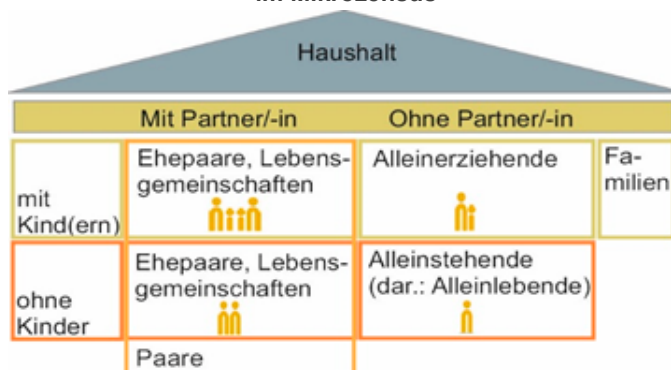 Haushalt
Mit Partner/-in
Ohne Partner/-in
mit
Kind(ern)
Ehepaare, Lebens-
gemeinschaften
Alleinerziehende
Fa-
milien
ohne
Kinder
Ehepaare, Lebens-
gemeinschaften
Alleinstehende
(dar.: Alleinlebende)
Paare